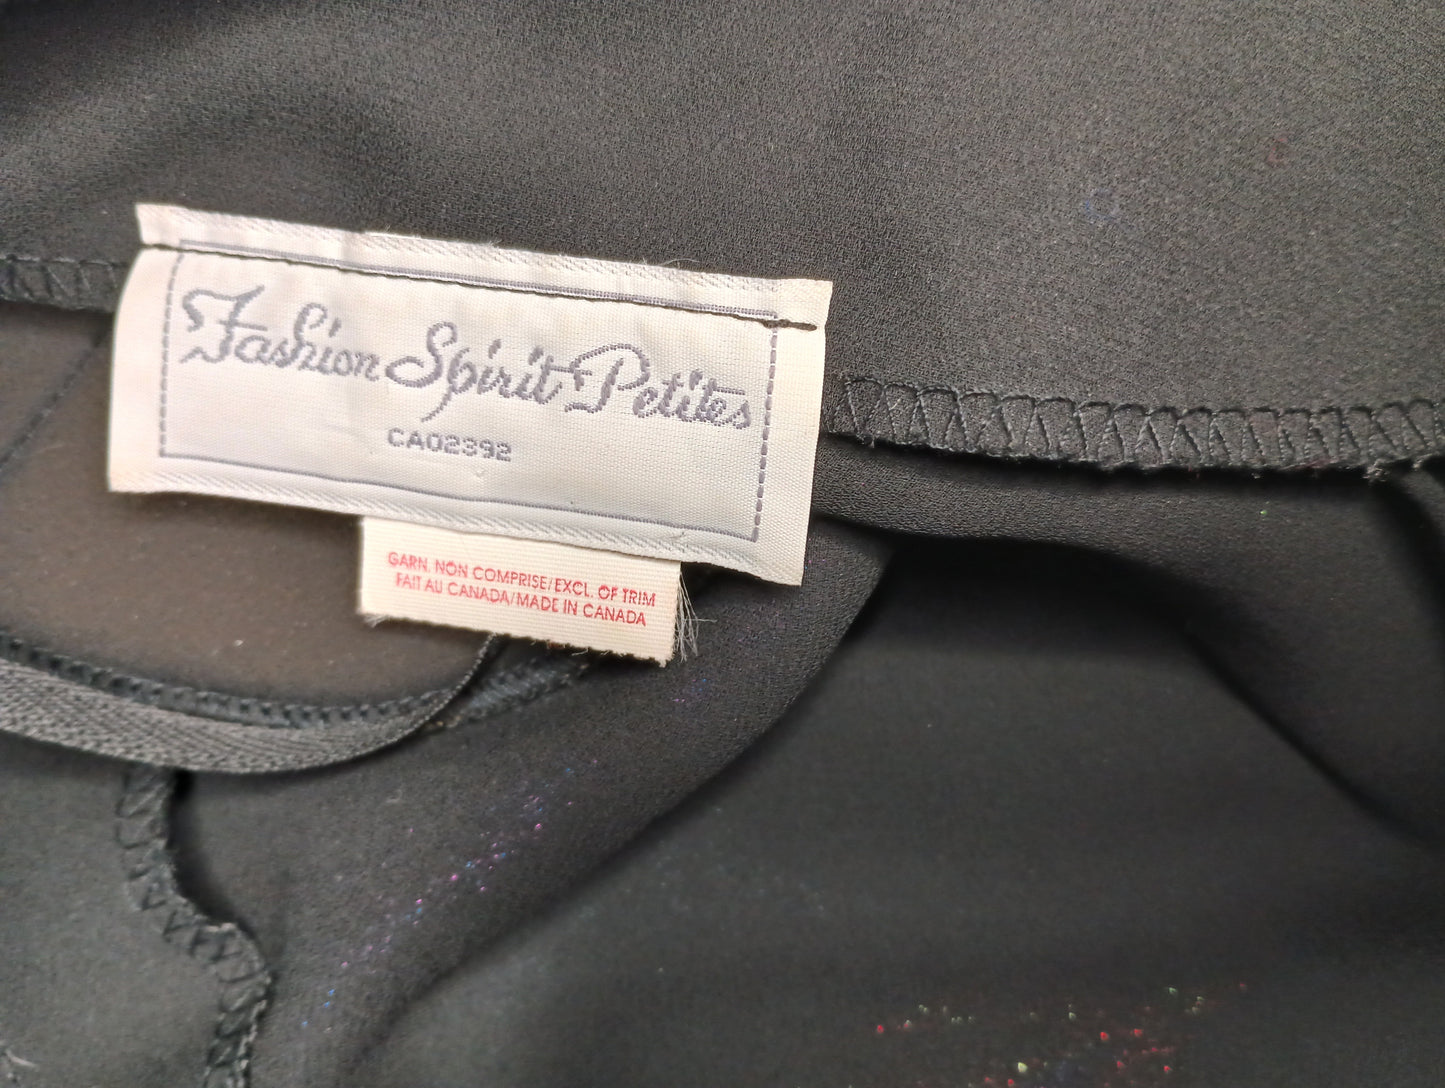 Fashion Spirit Petites
CA02392
GARN. NON COMPRISE/EXCL. OF TRIM
FAIT AU CANADA/MADE IN CANADA